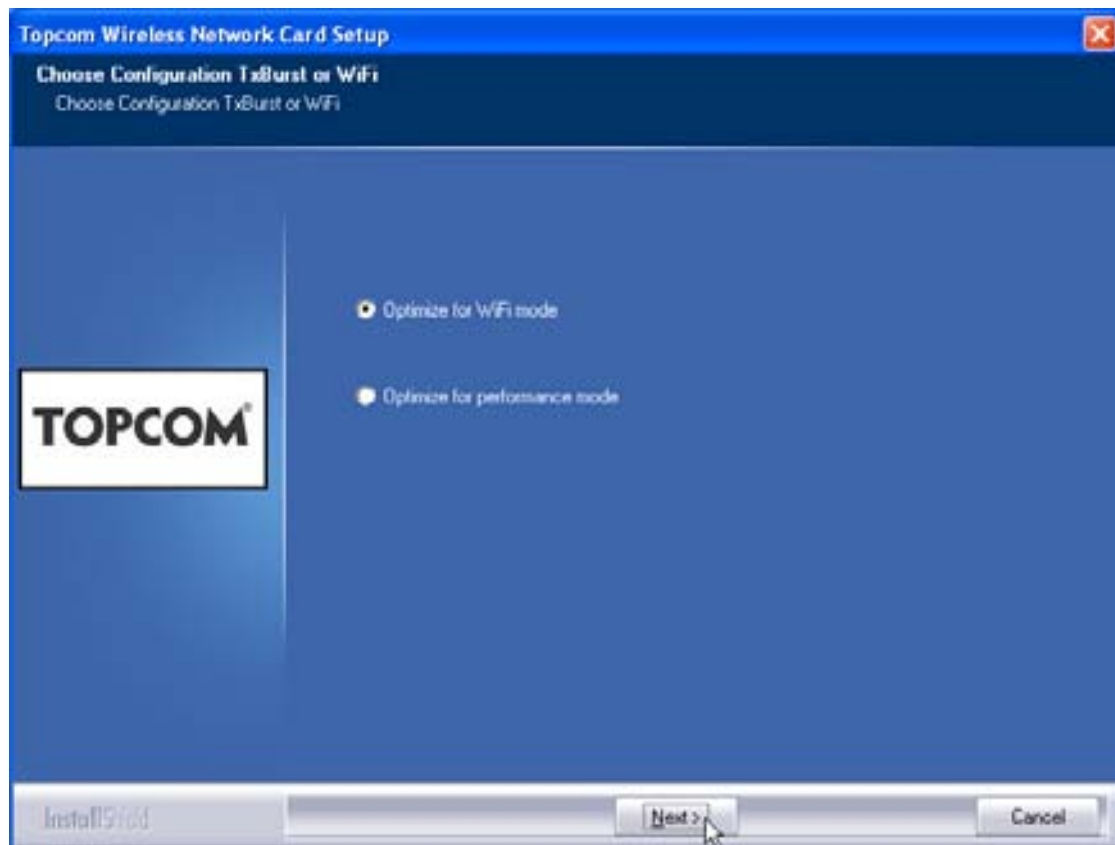 Topcom Wireless Network Card Setup
Choose Configuration TxBurst or WiFi
Choose Configuration TxBurst or WiFi
Optimize for WiFi mode
Optimize for performance mode
TOPCOM®
InstallShield
Next >
Cancel